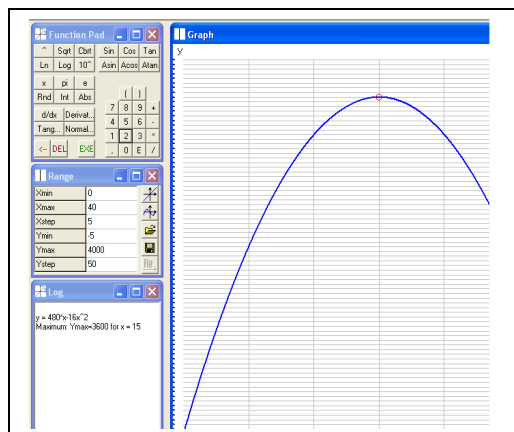 Function Pad
^ Sqrt Cbrt Sin Cos Tan
Ln Log 10^ Asin Acos Atan
x pi e
Rnd Int Abs ( )
d/dx Derivat... 7 8 9 +
Tang... Normal... 4 5 6 -
1 2 3 *
<-- DEL EXE . 0 E /
Range
Xmin 0
Xmax 40
Xstep 5
Ymin -5
Ymax 4000
Ystep 50
Re
Log
y = 480*x-16x^2
Maximum: Ymax=3600 for x = 15
Graph
y